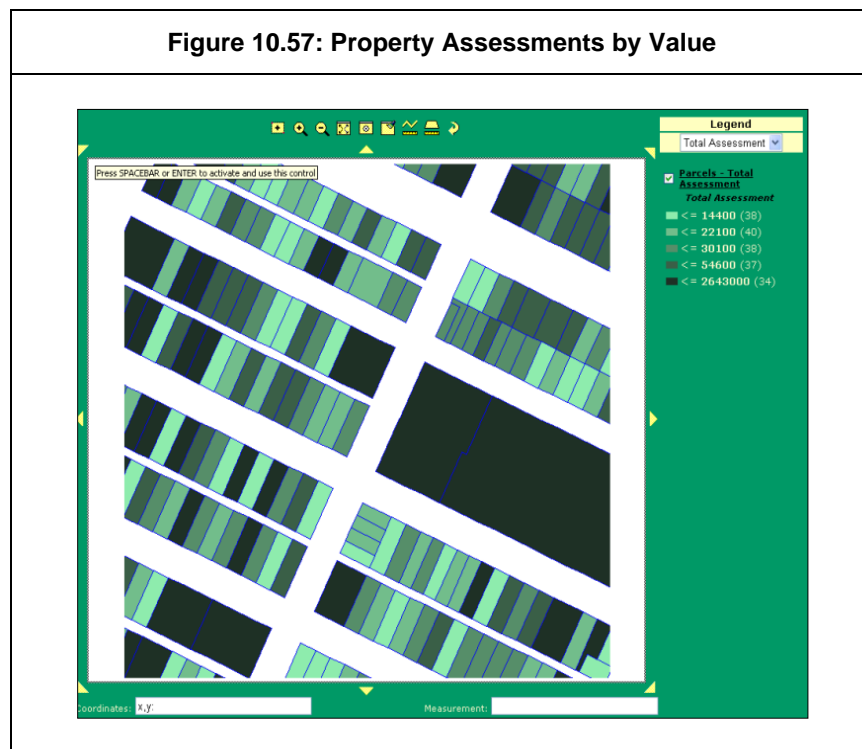 Figure 10.57: Property Assessments by Value
Legend
Total Assessment
Press SPACEBAR or ENTER to activate and use this control
Parcels - Total
Assessment
Total Assessment
<= 14400 (38)
<= 22100 (40)
<= 30100 (38)
<= 54600 (37)
<= 2643000 (34)
Coordinates: x,y: Measurement: